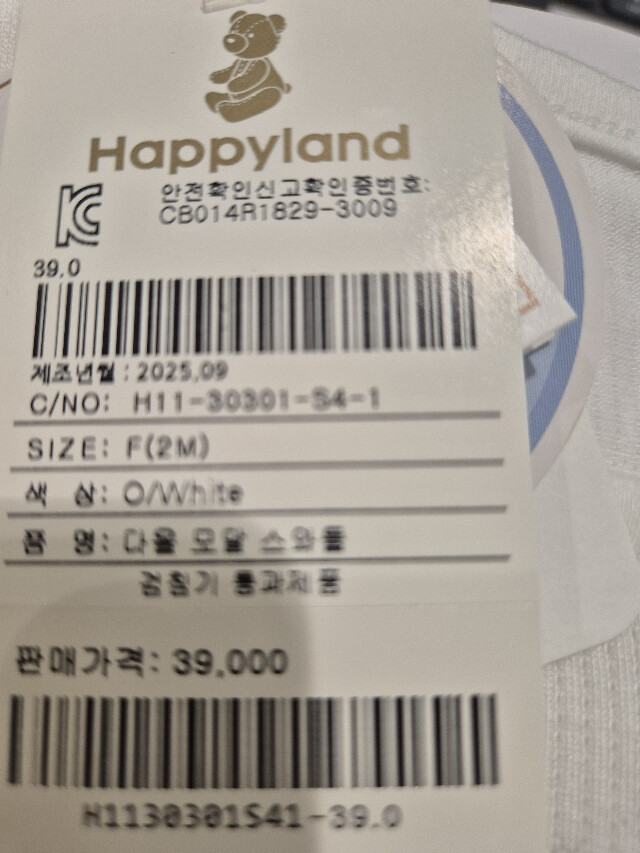 Happyland
안전확인신고확인증번호:
CB014R1829-3009
39.0
제조년월 : 2025.09
C/NO: H11-30301-S4-1
SIZE: F(2M)
색 상: O/White
품 명: 다올 모달 스와들
검침기 통과제품
판매가격: 39,000
H1130301S41-39.0